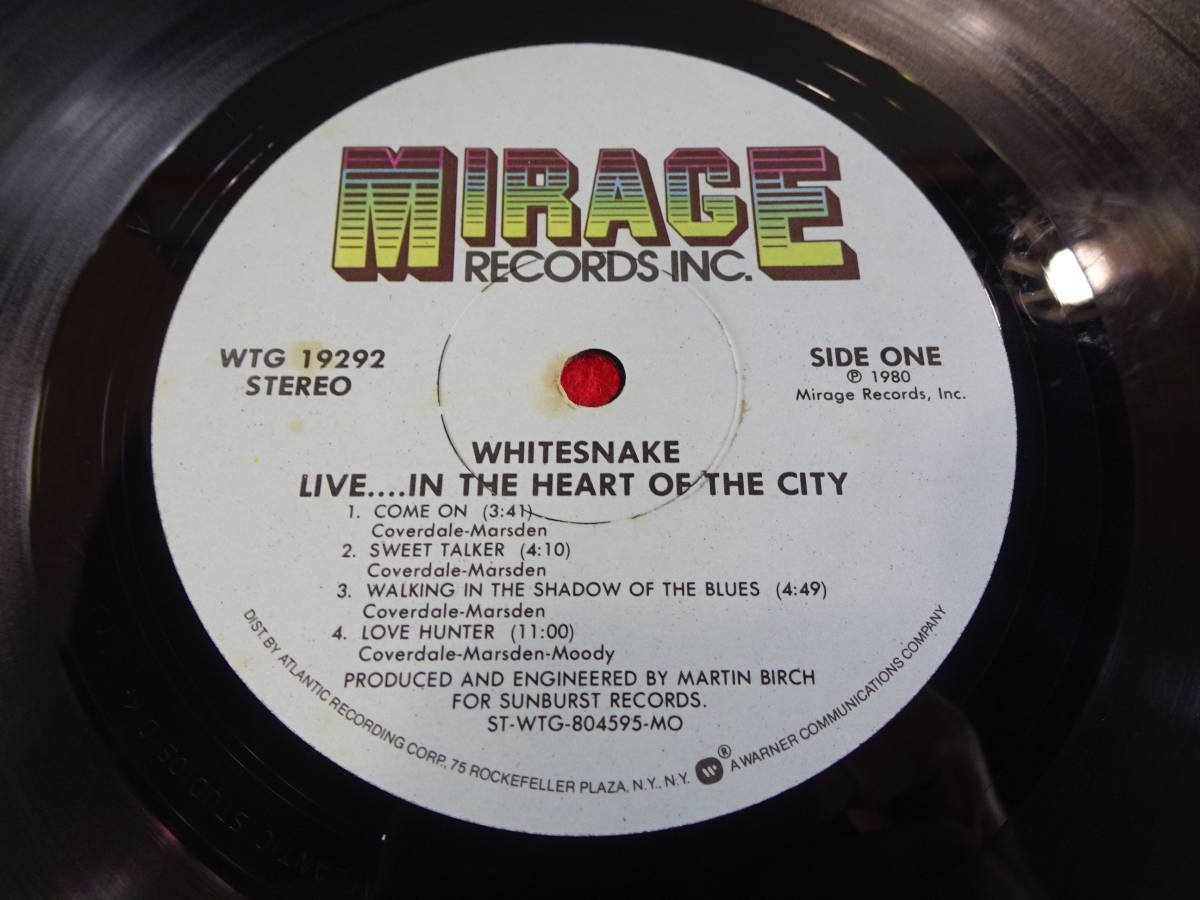 MIRAGE
RECORDS INC.
WTG 19292
STEREO
SIDE ONE
℗ 1980
Mirage Records, Inc.
WHITESNAKE
LIVE....IN THE HEART OF THE CITY
1. COME ON (3:41)
Coverdale-Marsden
2. SWEET TALKER (4:10)
Coverdale-Marsden
3. WALKING IN THE SHADOW OF THE BLUES (4:49)
Coverdale-Marsden
4. LOVE HUNTER (11:00)
Coverdale-Marsden-Moody
PRODUCED AND ENGINEERED BY MARTIN BIRCH
FOR SUNBURST RECORDS.
ST-WTG-804595-MO
DIST. BY ATLANTIC RECORDING CORP., 75 ROCKEFELLER PLAZA, N.Y., N.Y. ® A WARNER COMMUNICATIONS COMPANY